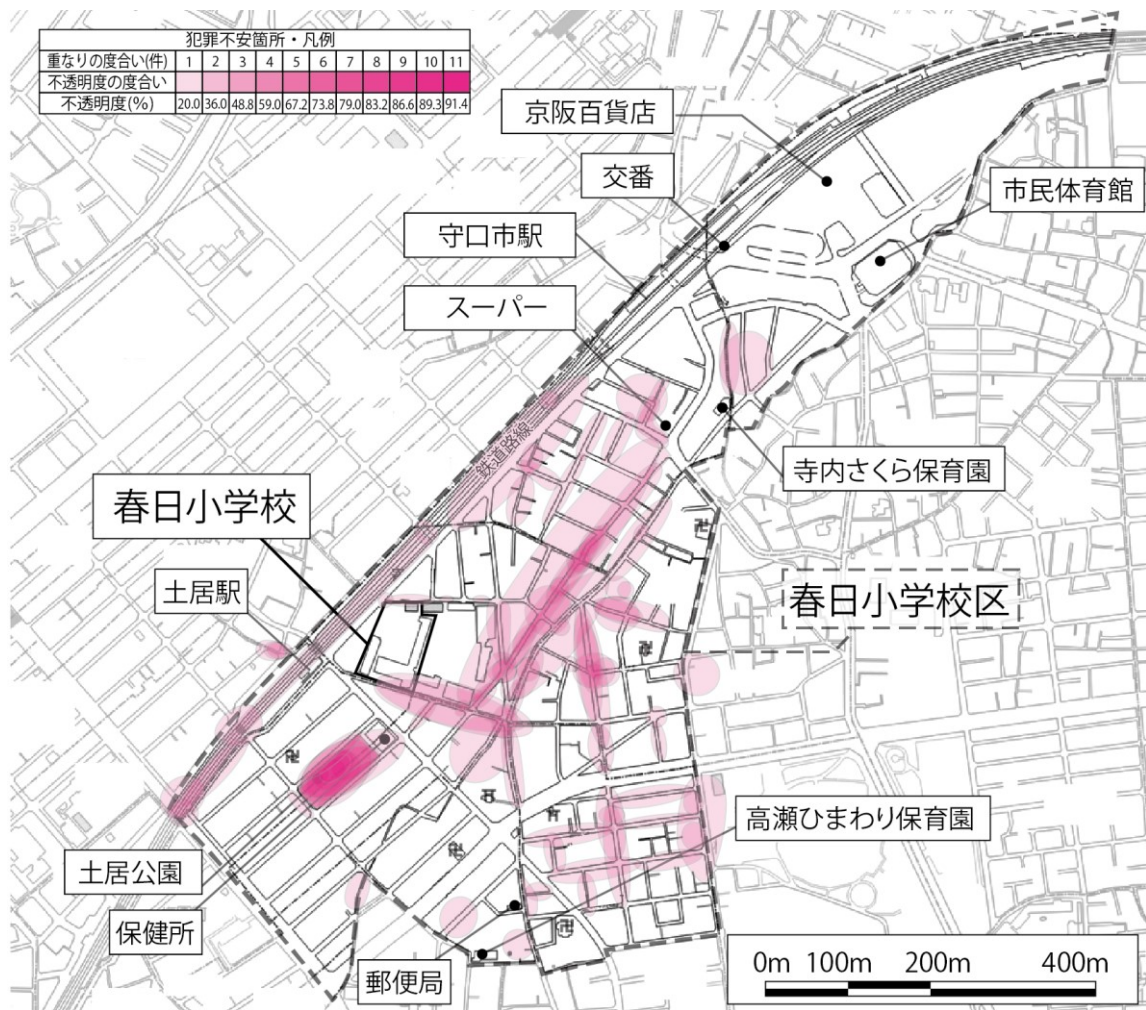 犯罪不安箇所・凡例
重なりの度合い(件) 1 2 3 4 5 6 7 8 9 10 11
不透明度の度合い
不透明度(%) 20.0 36.0 48.8 59.0 67.2 73.8 79.0 83.2 86.6 89.3 91.4
京阪百貨店
交番
市民体育館
守口市駅
スーパー
鉄道路線
寺内さくら保育園
春日小学校
土居駅
春日小学校区
高瀬ひまわり保育園
土居公園
保健所
郵便局
0m 100m 200m 400m